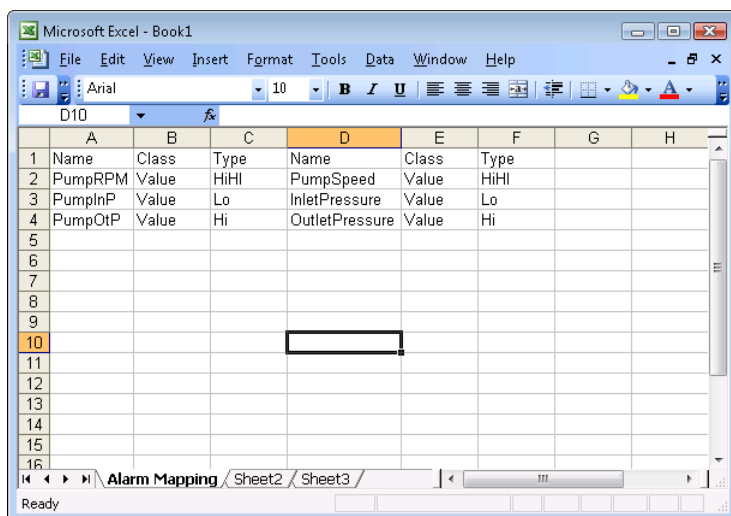 Microsoft Excel - Book1
File Edit View Insert Format Tools Data Window Help
Arial 10 B I U A
D10 fx
A B C D E F G H
1 Name Class Type Name Class Type
2 PumpRPM Value HiHI PumpSpeed Value HiHI
3 PumpInP Value Lo InletPressure Value Lo
4 PumpOtP Value Hi OutletPressure Value Hi
5
6
7
8
9
10
11
12
13
14
15
16
Alarm Mapping Sheet2 Sheet3
Ready